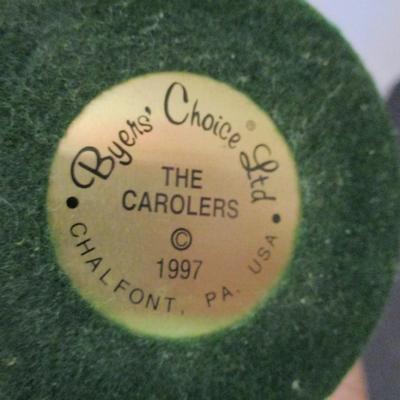 Byers' Choice® Ltd
THE
CAROLERS
©
1997
CHALFONT, PA. USA